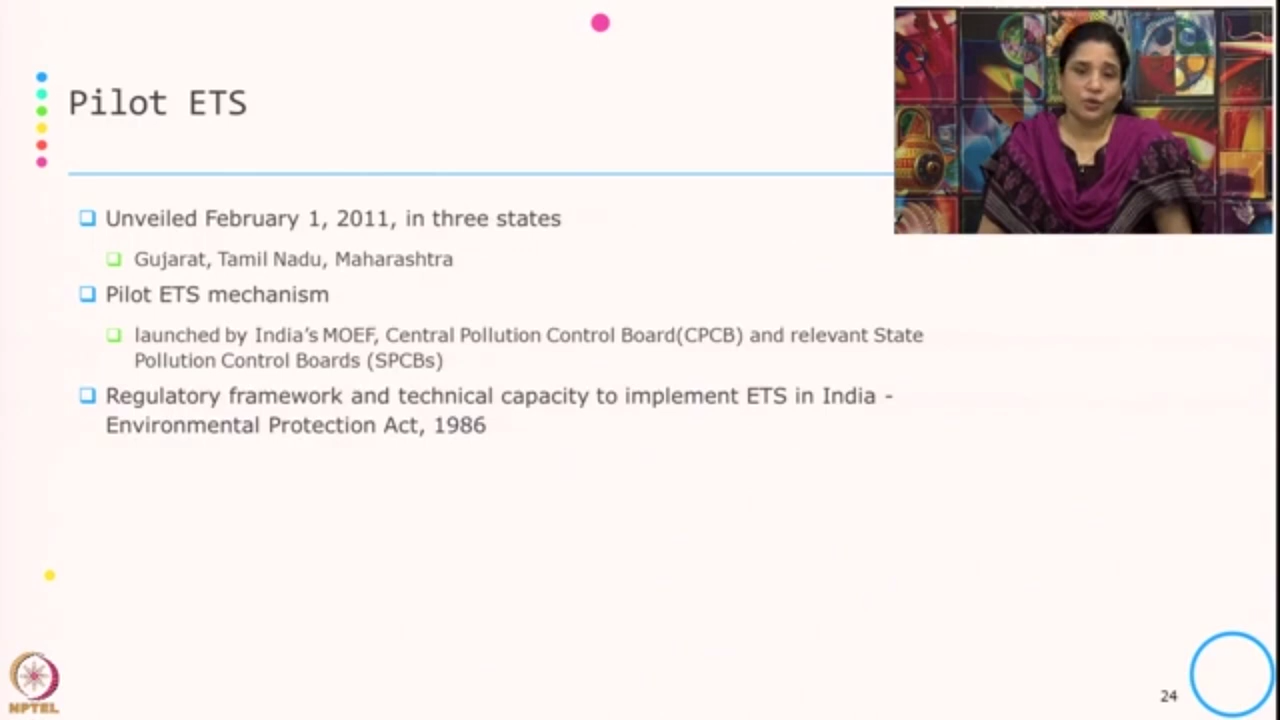 Pilot ETS
Unveiled February 1, 2011, in three states
Gujarat, Tamil Nadu, Maharashtra
Pilot ETS mechanism
launched by India's MOEF, Central Pollution Control Board(CPCB) and relevant State
Pollution Control Boards (SPCBs)
Regulatory framework and technical capacity to implement ETS in India -
Environmental Protection Act, 1986
NPTEL
24